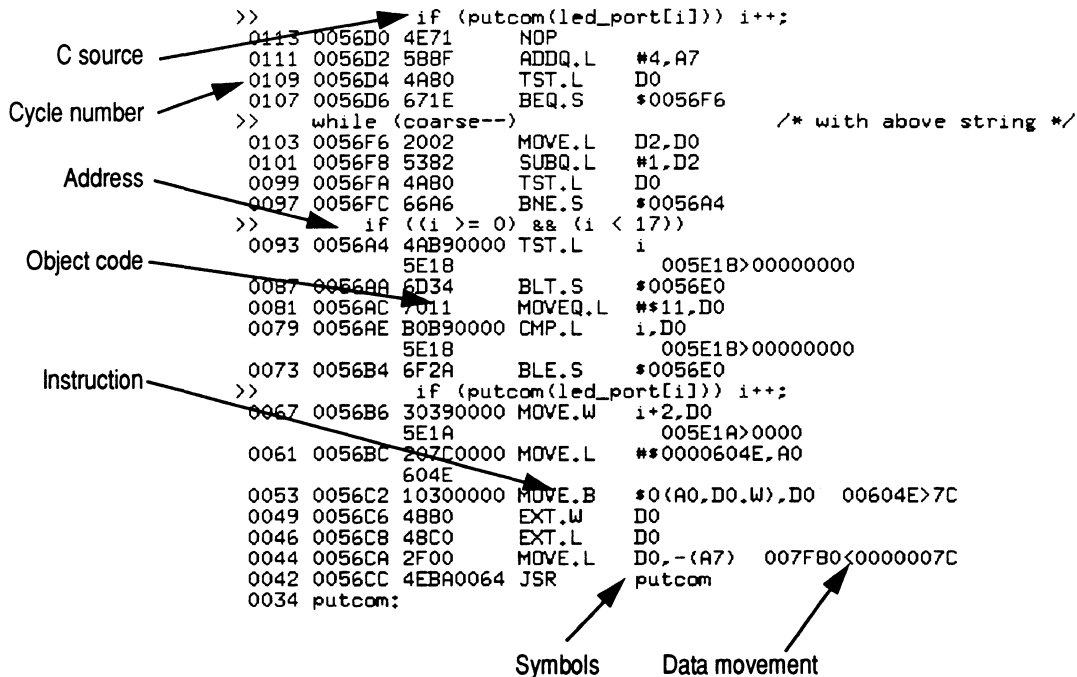 >> if (putcom(led_port[i])) i++;
0113 0056D0 4E71 NOP
C source
0111 0056D2 588F ADDQ.L #4,A7
0109 0056D4 4A80 TST.L D0
Cycle number
0107 0056D6 671E BEQ.S $0056F6
>> while (coarse--) /* with above string */
0103 0056F6 2002 MOVE.L D2,D0
0101 0056F8 5382 SUBQ.L #1,D2
Address
0099 0056FA 4A80 TST.L D0
0097 0056FC 66A6 BNE.S $0056A4
>> if ((i >= 0) && (i < 17))
0093 0056A4 4AB90000 TST.L i
Object code
5E18 005E18>00000000
0087 0056AA 6D34 BLT.S $0056E0
0081 0056AC 7011 MOVEQ.L #$11,D0
0079 0056AE B0B90000 CMP.L i,D0
5E18 005E18>00000000
Instruction
0073 0056B4 6F2A BLE.S $0056E0
>> if (putcom(led_port[i])) i++;
0067 0056B6 30390000 MOVE.W i+2,D0
5E1A 005E1A>0000
0061 0056BC 207C0000 MOVE.L #$0000604E,A0
604E
0053 0056C2 10300000 MOVE.B $0(A0,D0.W),D0 00604E>7C
0049 0056C6 4880 EXT.W D0
0046 0056C8 48C0 EXT.L D0
0044 0056CA 2F00 MOVE.L D0,-(A7) 007FB0<0000007C
0042 0056CC 4EBA0064 JSR putcom
0034 putcom:
Symbols Data movement